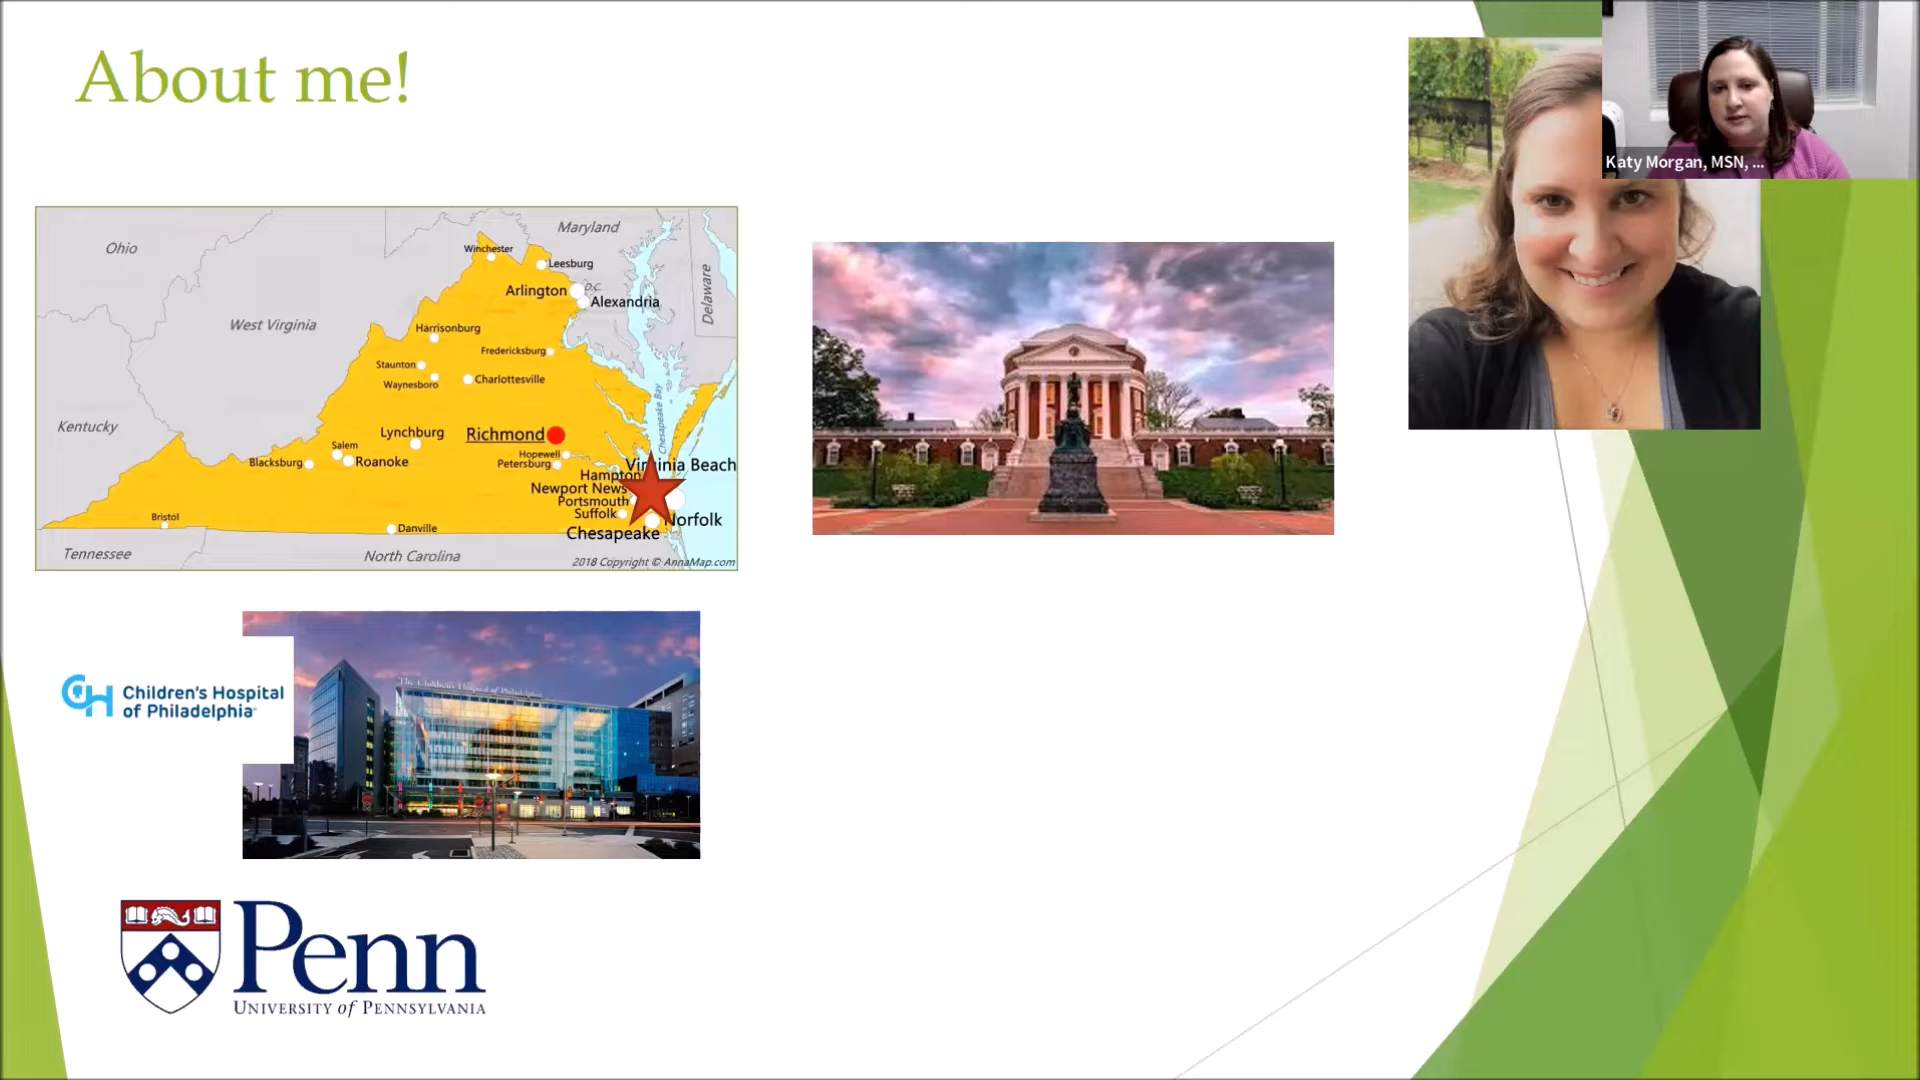 About me!
Katy Morgan, MSN, ...
Ohio
Maryland
Winchester
Leesburg
D.C.
Arlington
Alexandria
Delaware
West Virginia
Harrisonburg
Fredericksburg
Staunton
Waynesboro
Charlottesville
Chesapeake Bay
Kentucky
Lynchburg
Richmond
Salem
Roanoke
Blacksburg
Hopewell
Petersburg
Virginia Beach
Hampton
Newport News
Portsmouth
Suffolk
Norfolk
Chesapeake
Bristol
Danville
Tennessee
North Carolina
2018 Copyright © AnnaMap.com
CH
Children's Hospital
of Philadelphia
The Children's Hospital of Philadelphia
Penn
UNIVERSITY of PENNSYLVANIA